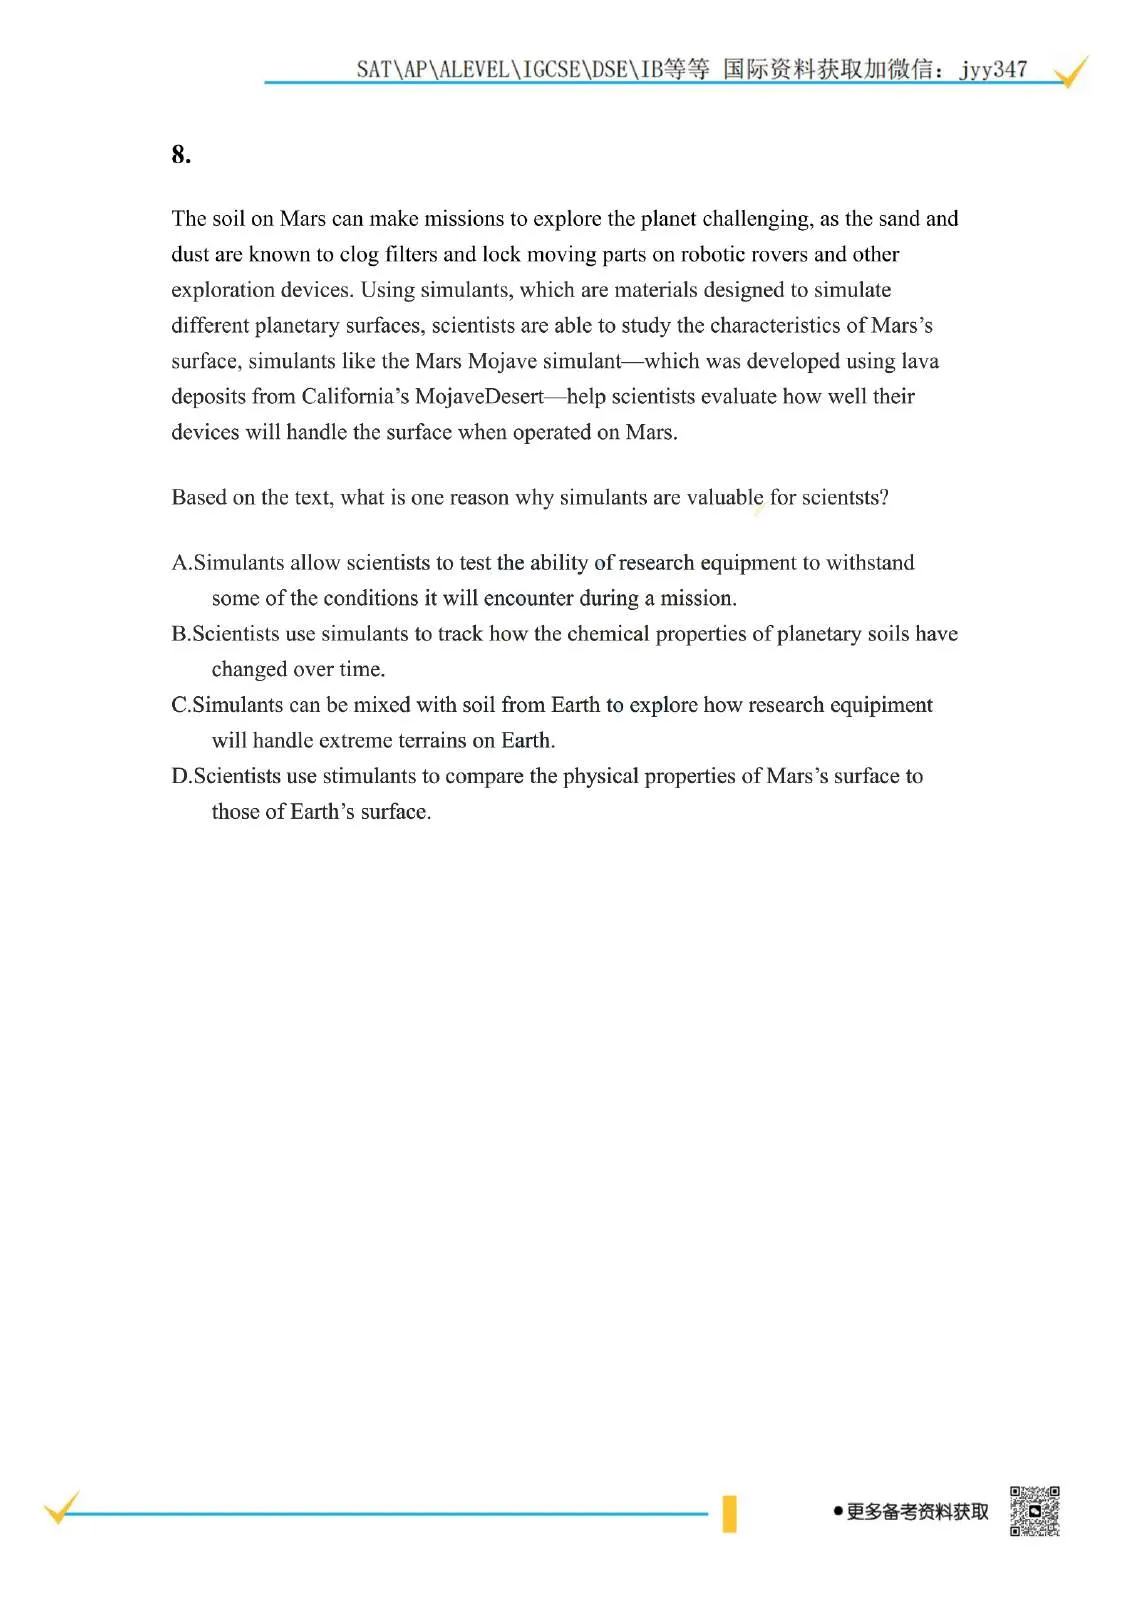 SAT\AP\ALEVEL\IGCSE\DSE\IB等等 国际资料获取加微信：jyy347
8.
The soil on Mars can make missions to explore the planet challenging, as the sand and
dust are known to clog filters and lock moving parts on robotic rovers and other
exploration devices. Using simulants, which are materials designed to simulate
different planetary surfaces, scientists are able to study the characteristics of Mars’s
surface, simulants like the Mars Mojave simulant—which was developed using lava
deposits from California’s MojaveDesert—help scientists evaluate how well their
devices will handle the surface when operated on Mars.
Based on the text, what is one reason why simulants are valuable for scientsts?
A.Simulants allow scientists to test the ability of research equipment to withstand
some of the conditions it will encounter during a mission.
B.Scientists use simulants to track how the chemical properties of planetary soils have
changed over time.
C.Simulants can be mixed with soil from Earth to explore how research equipiment
will handle extreme terrains on Earth.
D.Scientists use stimulants to compare the physical properties of Mars’s surface to
those of Earth’s surface.
●更多备考资料获取